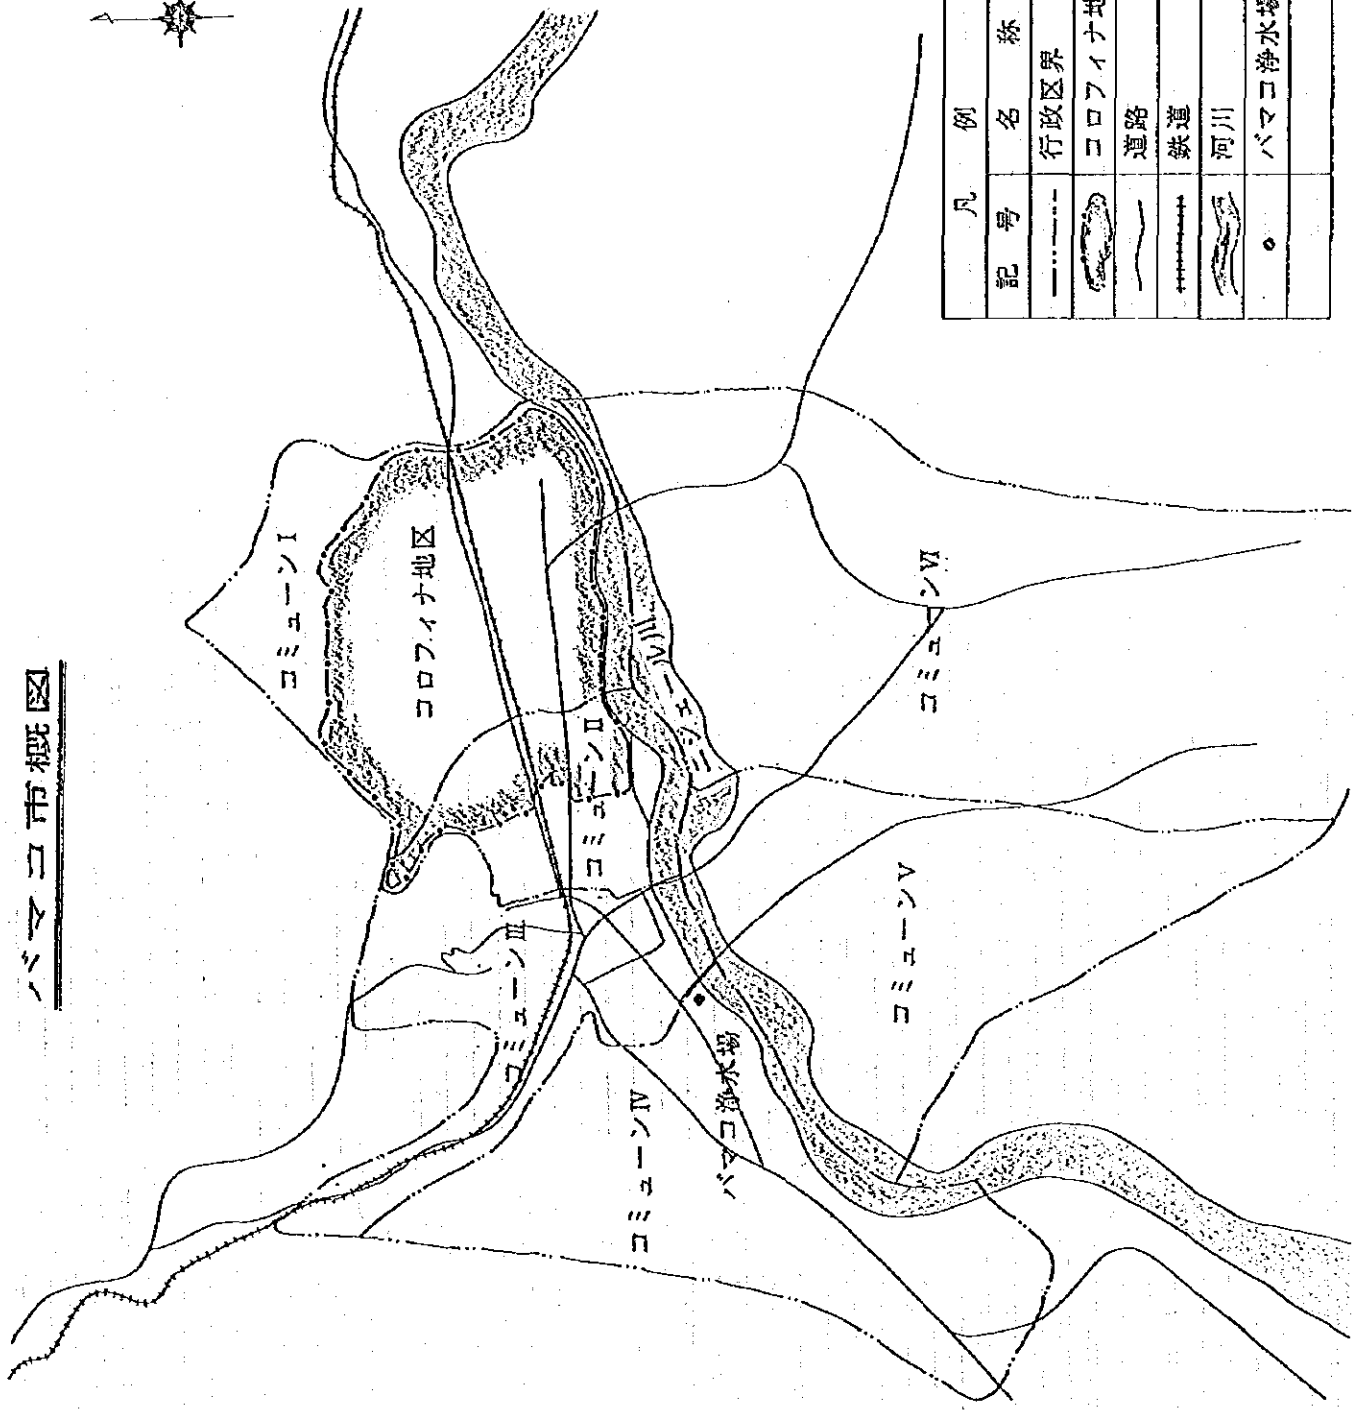 バマコ市概図
コミューンI
コロフィナ地区
コミューンII
コミューンIII
ニジェール川
コミューンIV
バマコ浄水場
コミューンV
コミューンVI
凡 例
記 号 名 称
行政区界
コロフィナ地
道路
鉄道
河川
バマコ浄水場